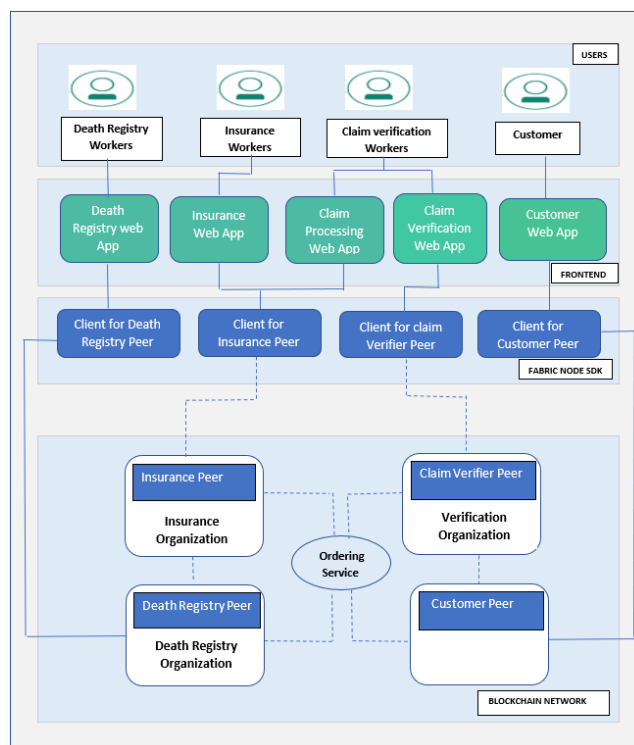 USERS
Death Registry
Workers
Insurance
Workers
Claim verification
Workers
Customer
Death
Registry web
App
Insurance
Web App
Claim
Processing
Web App
Claim
Verification
Web App
Customer
Web App
FRONTEND
Client for Death
Registry Peer
Client for
Insurance Peer
Client for claim
Verifier Peer
Client for
Customer Peer
FABRIC NODE SDK
Insurance Peer
Insurance
Organization
Claim Verifier Peer
Verification
Organization
Ordering
Service
Death Registry Peer
Death Registry
Organization
Customer Peer
BLOCKCHAIN NETWORK